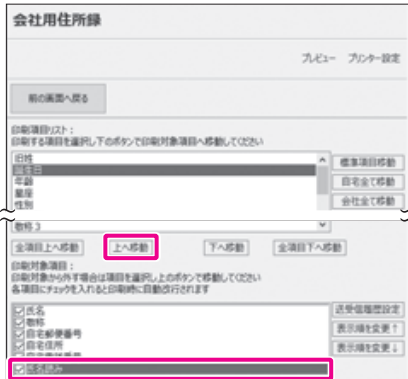 会社用住所録
プレビュー プリンター設定
前の画面へ戻る
印刷項目リスト：
印刷する項目を選択し下のボタンで印刷対象項目へ移動してください
旧姓
誕生日
年齢
星座
性別
標準項目移動
自宅全て移動
会社全て移動
敬称３
全項目上へ移動 上へ移動 下へ移動 全項目下へ移動
印刷対象項目：
印刷対象から外す場合は項目を選択し上のボタンで移動してください
各項目にチェックを入れると印刷時に自動改行されます
氏名
敬称
自宅郵便番号
自宅住所
氏名読み
送受信履歴設定
表示順を変更↑
表示順を変更↓